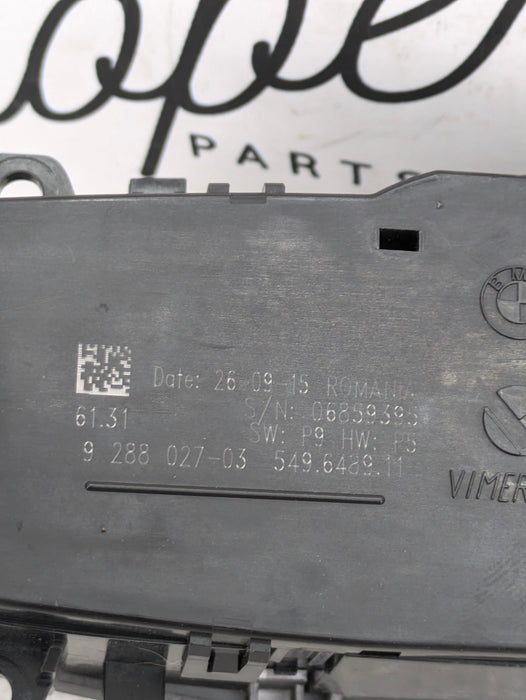 ope
PARTS
BMW
Date: 26-09-15 ROMANIA
61.31 S/N: 06859395
SW: P9 HW: P5
9 288 027-03 549.6489.11
VIMER